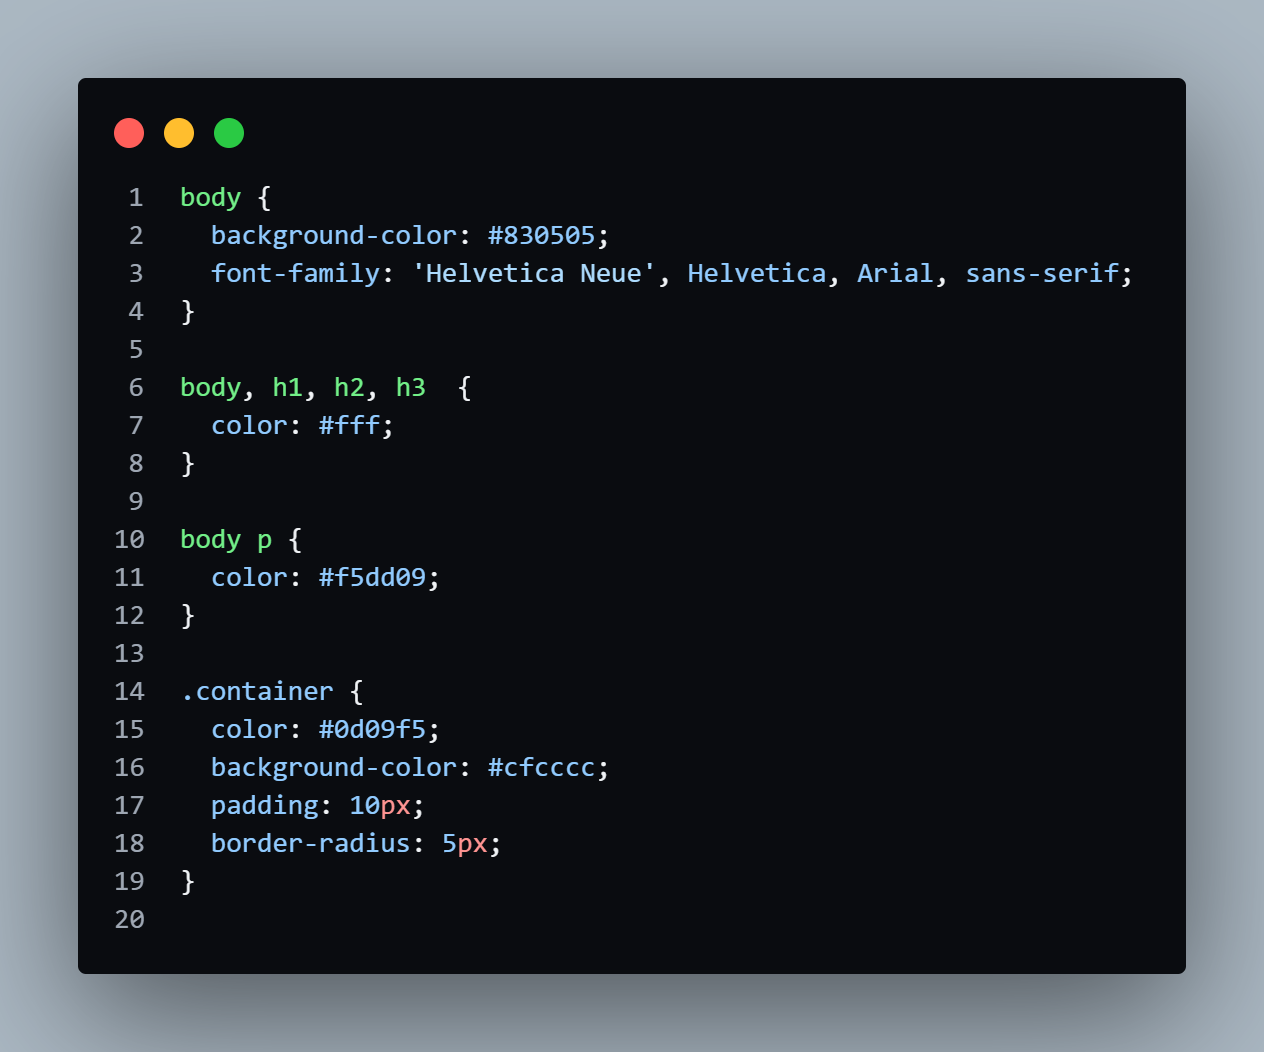 1 body {
2   background-color: #830505;
3   font-family: 'Helvetica Neue', Helvetica, Arial, sans-serif;
4 }
5
6 body, h1, h2, h3  {
7   color: #fff;
8 }
9
10 body p {
11   color: #f5dd09;
12 }
13
14 .container {
15   color: #0d09f5;
16   background-color: #cfcccc;
17   padding: 10px;
18   border-radius: 5px;
19 }
20